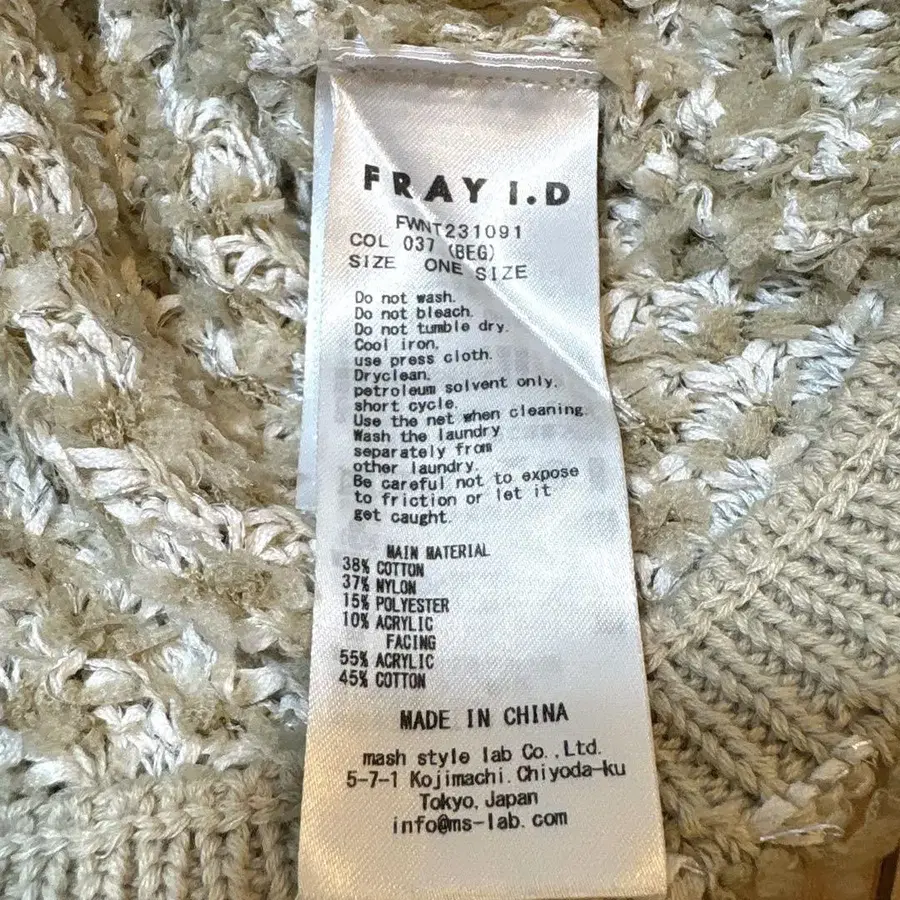 FRAY I.D
FWNT231091
COL 037 (BEG)
SIZE ONE SIZE
Do not wash.
Do not bleach.
Do not tumble dry.
Cool iron,
use press cloth.
Dryclean,
petroleum solvent only,
short cycle.
Use the net when cleaning.
Wash the laundry
separately from
other laundry.
Be careful not to expose
to friction or let it
get caught.
MAIN MATERIAL
38% COTTON
37% NYLON
15% POLYESTER
10% ACRYLIC
FACING
55% ACRYLIC
45% COTTON
MADE IN CHINA
mash style lab Co.,Ltd.
5-7-1 Kojimachi. Chiyoda-ku
Tokyo, Japan
info@ms-lab.com